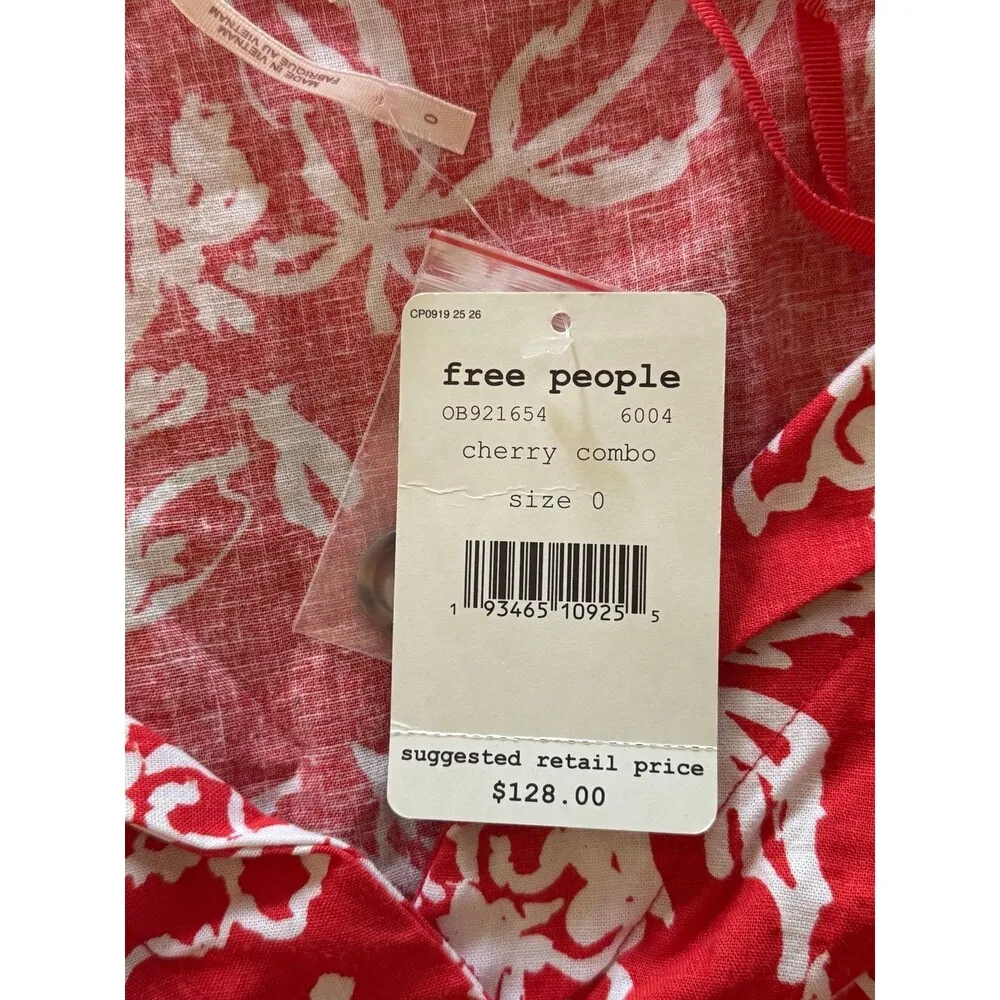 MADE IN VIETNAM
FABRIQUÉ AU VIETNAM
0
CP0919 25 26
free people
OB921654 6004
cherry combo
size 0
1 93465 10925 5
suggested retail price
$128.00